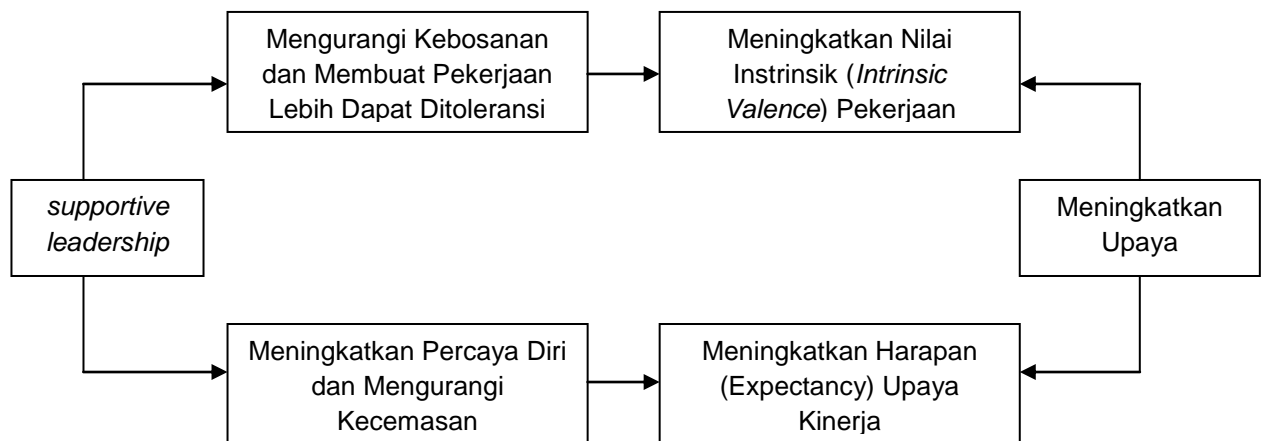 Mengurangi Kebosanan
dan Membuat Pekerjaan
Lebih Dapat Ditoleransi
Meningkatkan Nilai
Instrinsik (Intrinsic
Valence) Pekerjaan
supportive
leadership
Meningkatkan
Upaya
Meningkatkan Percaya Diri
dan Mengurangi
Kecemasan
Meningkatkan Harapan
(Expectancy) Upaya
Kinerja